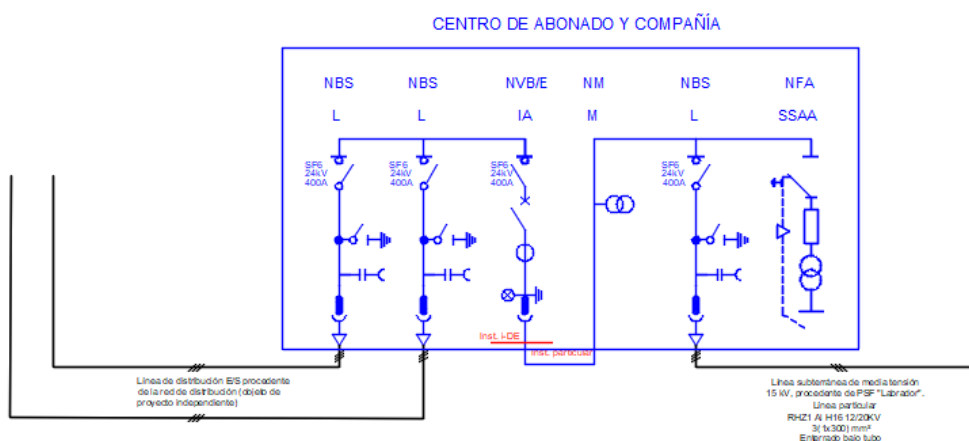 CENTRO DE ABONADO Y COMPAÑÍA
NBS NBS NVB/E NM NBS NFA
L L IA M L SSAA
SF6
24kV
400A
SF6
24kV
400A
SF6
24kV
400A
SF6
24kV
400A
Inst. i-DE
Inst. particular
Línea de distribución E/S procedente
de la red de distribución (objeto de
proyecto independiente)
Línea subterránea de media tensión
15 kV, procedente de PSF "Labrador".
Línea particular
RHZ1 Al H16 12/20KV
3(1x300) mm²
Enterrado bajo tubo